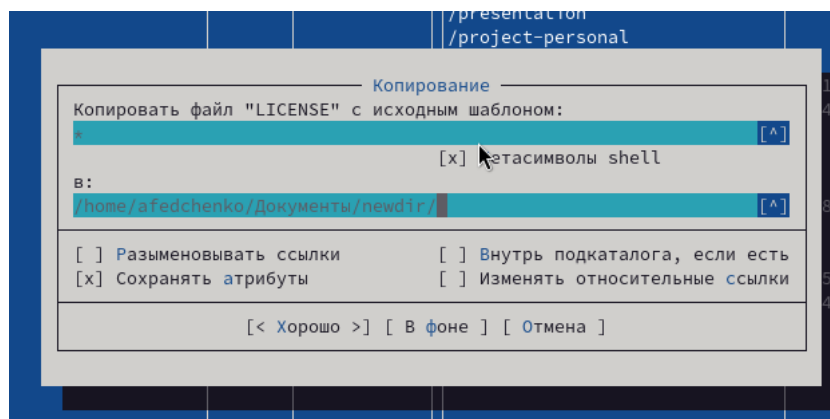 /presentation
/project-personal
Копирование
Копировать файл "LICENSE" с исходным шаблоном:
*
[^]
[x] метасимволы shell
в:
/home/afedchenko/Документы/newdir/
[^]
[ ] Разыменовывать ссылки [ ] Внутрь подкаталога, если есть
[x] Сохранять атрибуты [ ] Изменять относительные ссылки
[< Хорошо >] [ В фоне ] [ Отмена ]